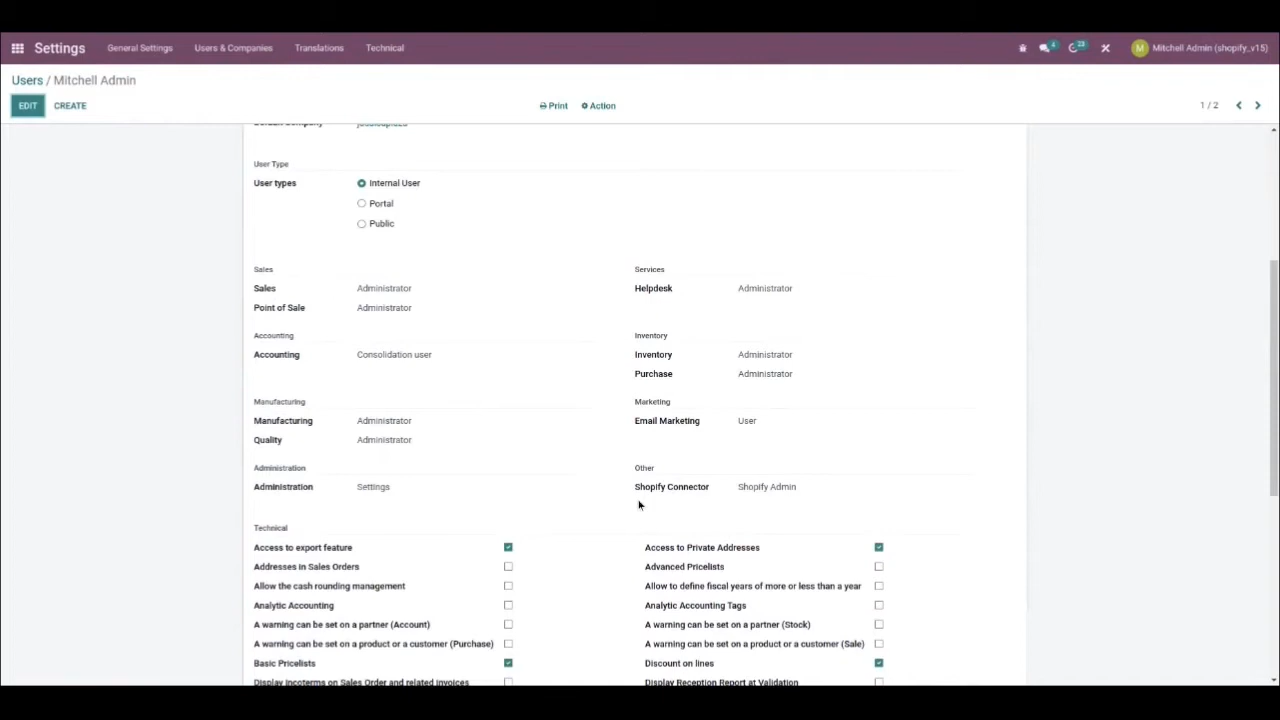 Settings General Settings Users & Companies Translations Technical 4 23 M Mitchell Admin (shopify_v15)
Users / Mitchell Admin
EDIT CREATE Print Action 1 / 2
Default Company
User Type
User types Internal User
Portal
Public
Sales Services
Sales Administrator Helpdesk Administrator
Point of Sale Administrator
Accounting Inventory
Accounting Consolidation user Inventory Administrator
Purchase Administrator
Manufacturing Marketing
Manufacturing Administrator Email Marketing User
Quality Administrator
Administration Other
Administration Settings Shopify Connector Shopify Admin
Technical
Access to export feature Access to Private Addresses
Addresses in Sales Orders Advanced Pricelists
Allow the cash rounding management Allow to define fiscal years of more or less than a year
Analytic Accounting Analytic Accounting Tags
A warning can be set on a partner (Account) A warning can be set on a partner (Stock)
A warning can be set on a product or a customer (Purchase) A warning can be set on a product or a customer (Sale)
Basic Pricelists Discount on lines
Display Incoterms on Sales Order and related invoices Display Reception Report at Validation